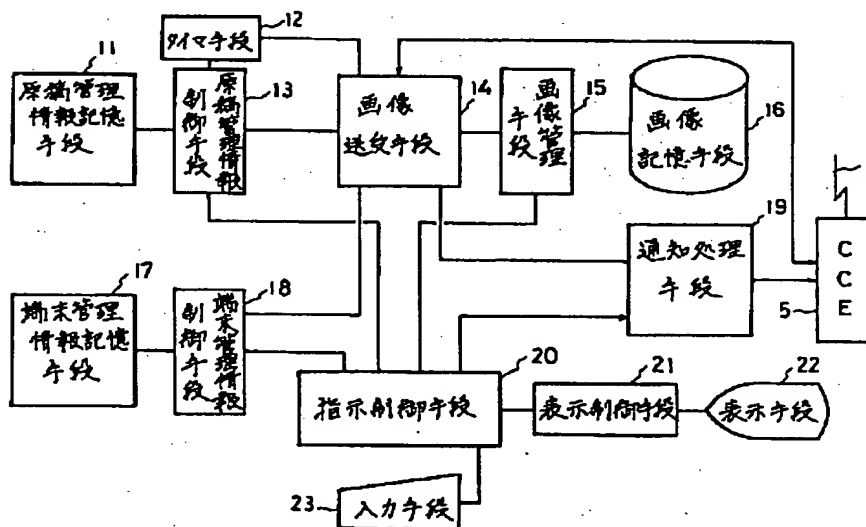 11
原稿管理
情報記憶
手段
12
タイマ手段
13
原稿管理情報
制御手段
14
画像
送致手段
15
画像管理
手段
16
画像
記憶手段
17
端末管理
情報記憶
手段
18
端末管理情報
制御手段
19
通知処理
手段
C
C
E
5
20
指示制御手段
21
表示制御手段
22
表示手段
23
入力手段